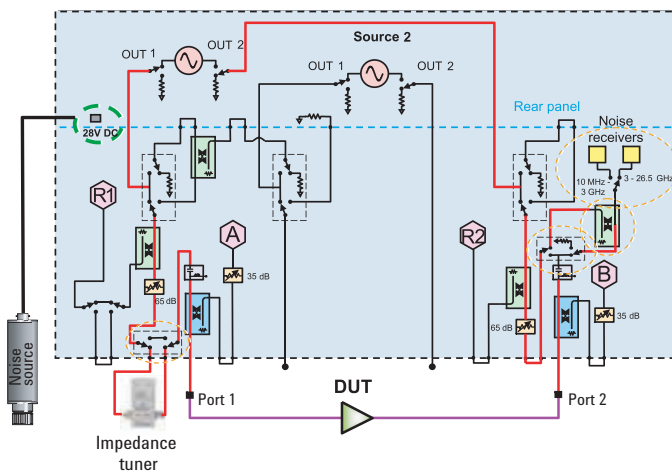 Source 2
OUT 1
OUT 2
OUT 1
OUT 2
Rear panel
28V DC
Noise
receivers
10 MHz -
3 GHz
3 - 26.5 GHz
R1
A
R2
B
35 dB
65 dB
65 dB
35 dB
Noise
source
Port 1
DUT
Port 2
Impedance
tuner